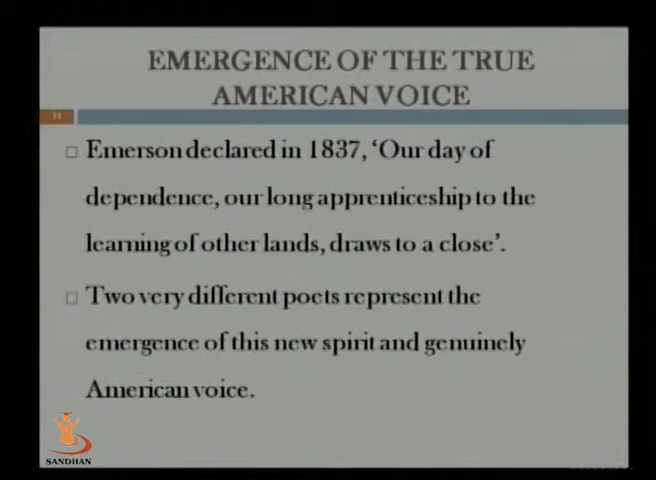 EMERGENCE OF THE TRUE
AMERICAN VOICE
11
Emerson declared in 1837, ‘Our day of
dependence, our long apprenticeship to the
learning of other lands, draws to a close’.
Two very different poets represent the
emergence of this new spirit and genuinely
American voice.
SANDHAN